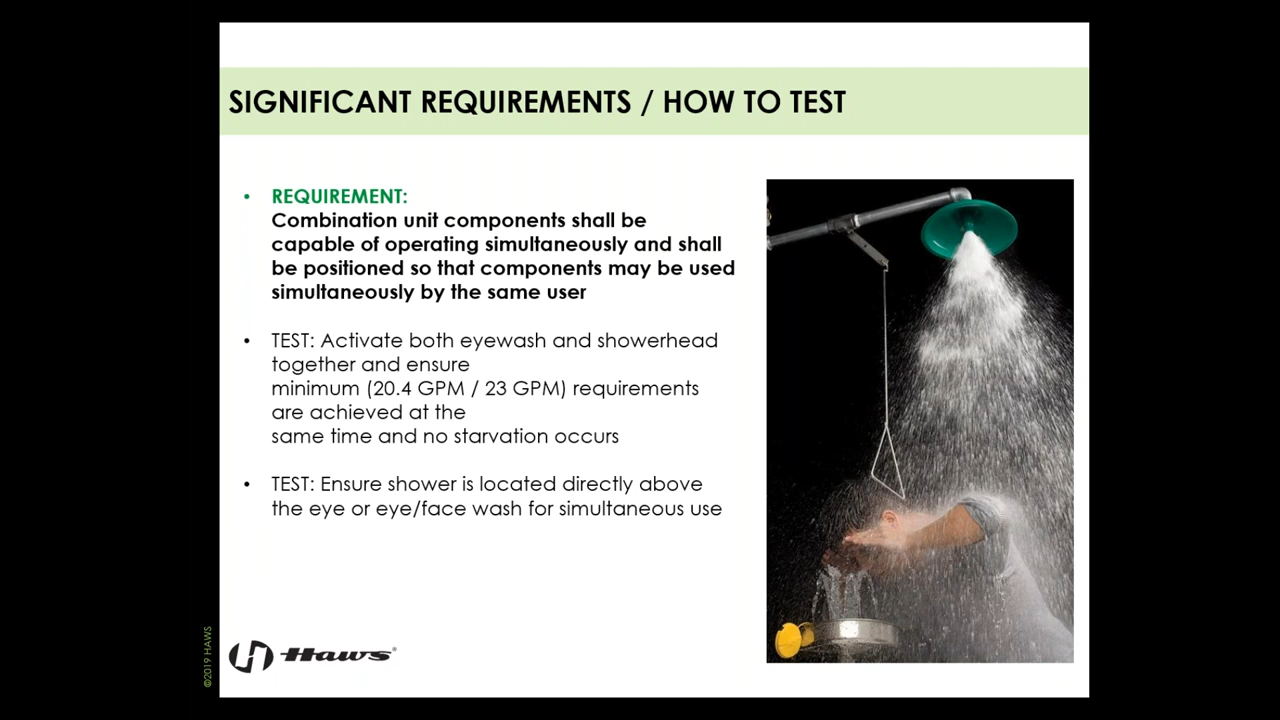 SIGNIFICANT REQUIREMENTS / HOW TO TEST
• REQUIREMENT:
Combination unit components shall be
capable of operating simultaneously and shall
be positioned so that components may be used
simultaneously by the same user
• TEST: Activate both eyewash and showerhead
together and ensure
minimum (20.4 GPM / 23 GPM) requirements
are achieved at the
same time and no starvation occurs
• TEST: Ensure shower is located directly above
the eye or eye/face wash for simultaneous use
©2019 HAWS
Haws®